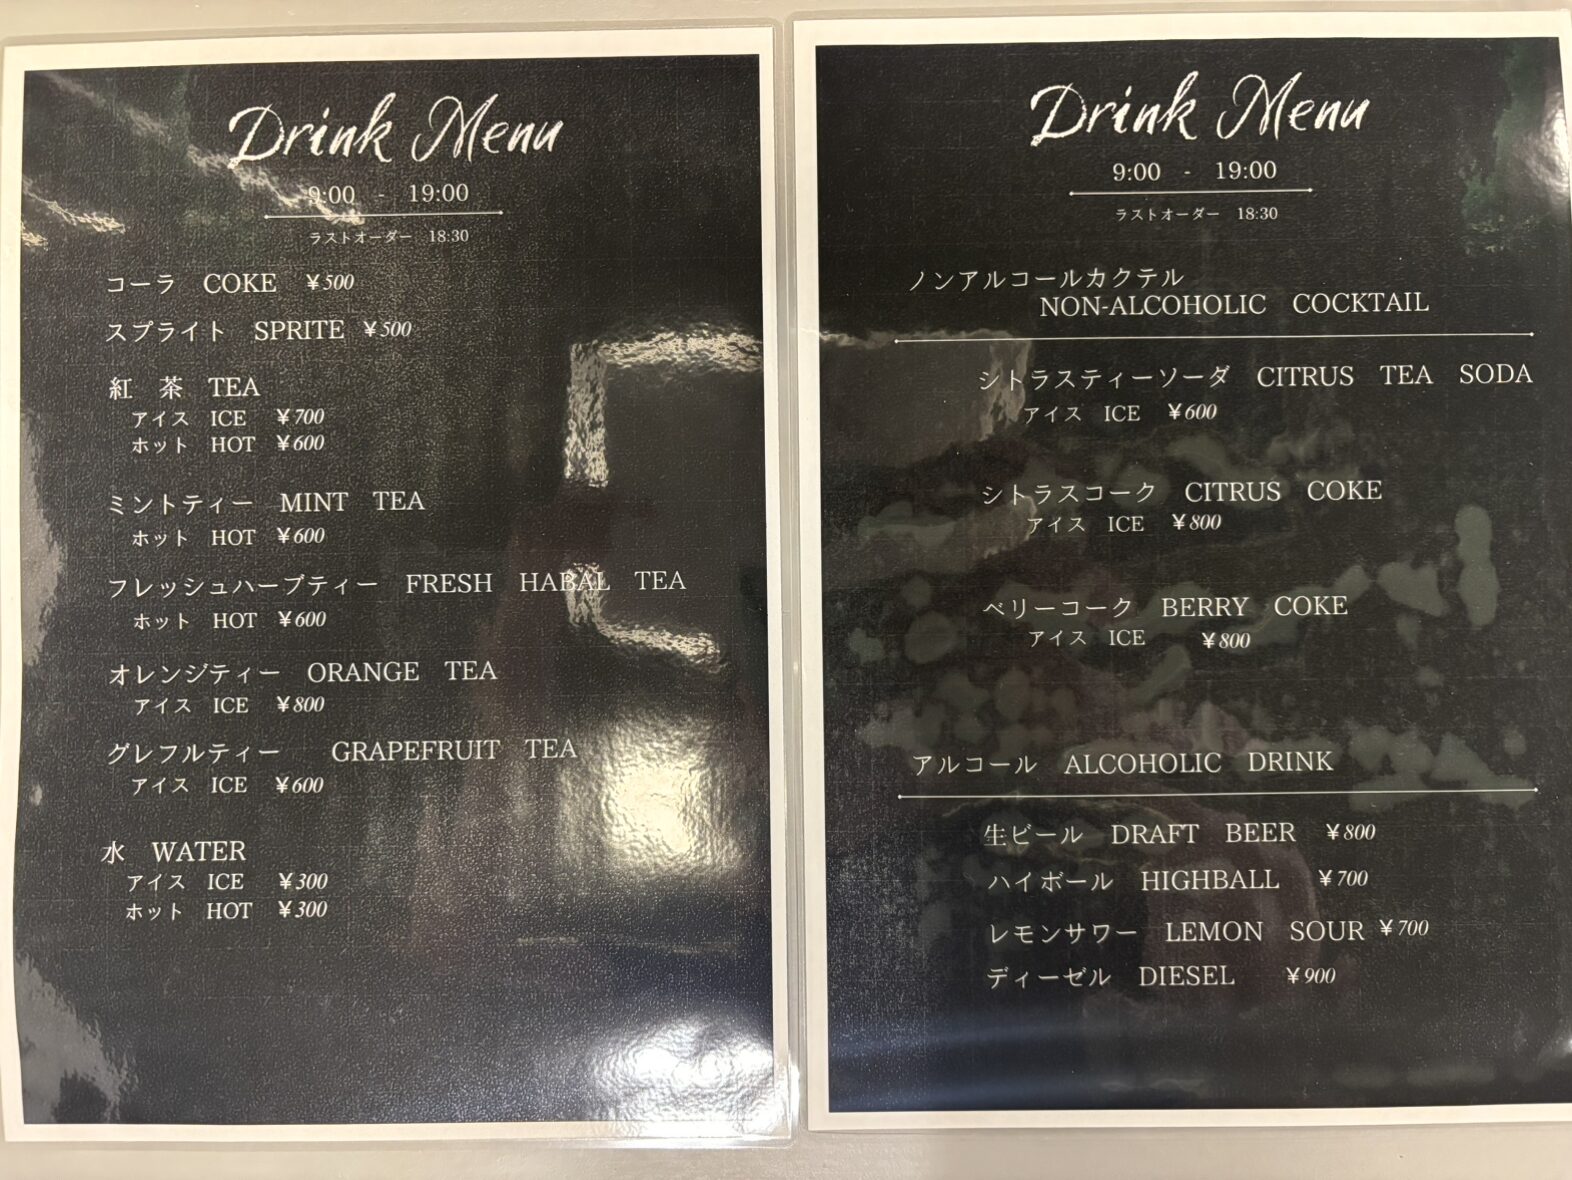 Drink Menu
9:00 - 19:00
ラストオーダー 18:30
コーラ COKE ¥500
スプライト SPRITE ¥500
紅 茶 TEA
アイス ICE ¥700
ホット HOT ¥600
ミントティー MINT TEA
ホット HOT ¥600
フレッシュハーブティー FRESH HABAL TEA
ホット HOT ¥600
オレンジティー ORANGE TEA
アイス ICE ¥800
グレフルティー GRAPEFRUIT TEA
アイス ICE ¥600
水 WATER
アイス ICE ¥300
ホット HOT ¥300
Drink Menu
9:00 - 19:00
ラストオーダー 18:30
ノンアルコールカクテル
NON-ALCOHOLIC COCKTAIL
シトラスティーソーダ CITRUS TEA SODA
アイス ICE ¥600
シトラスコーク CITRUS COKE
アイス ICE ¥800
ベリーコーク BERRY COKE
アイス ICE ¥800
アルコール ALCOHOLIC DRINK
生ビール DRAFT BEER ¥800
ハイボール HIGHBALL ¥700
レモンサワー LEMON SOUR ¥700
ディーゼル DIESEL ¥900